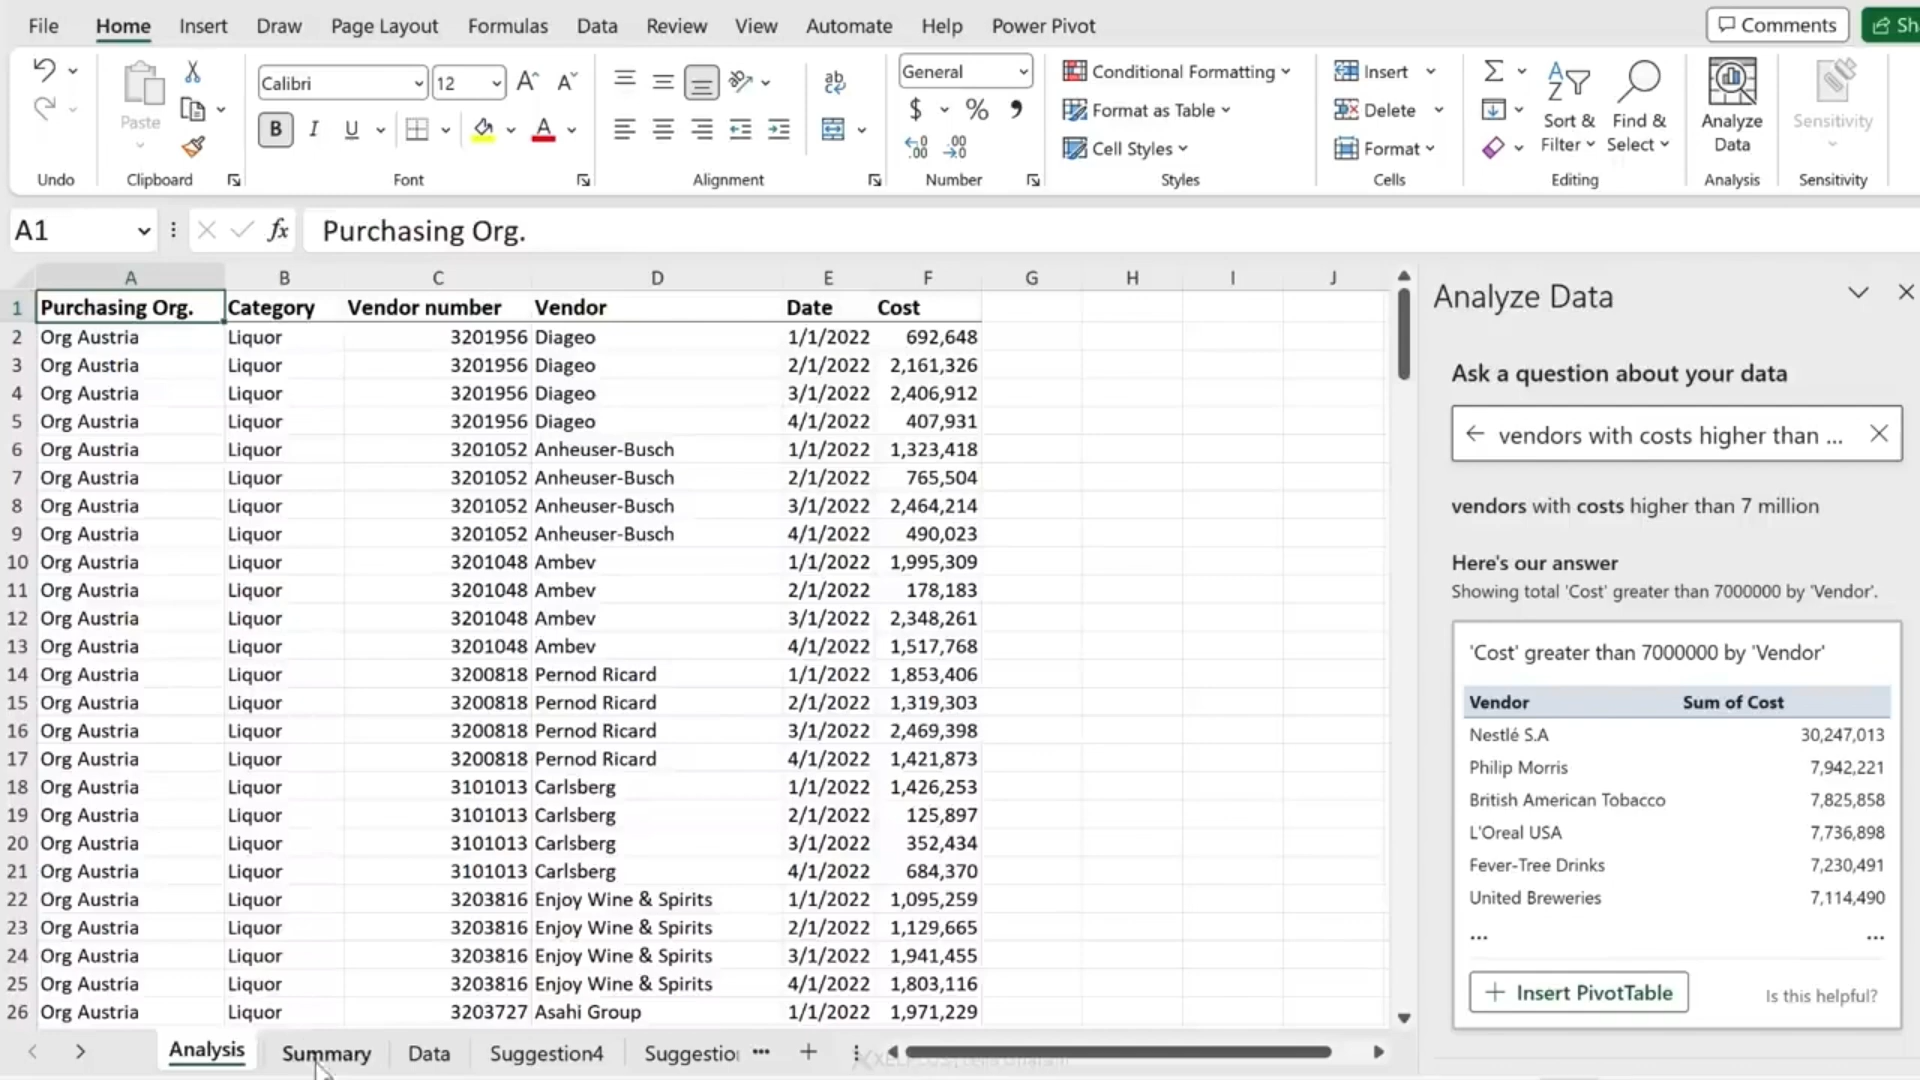 File Home Insert Draw Page Layout Formulas Data Review View Automate Help Power Pivot Comments Sh
Paste
Calibri 12 A A
B I U A
ab
General
$ % 9
.00 .00
Conditional Formatting
Format as Table
Cell Styles
Insert
Delete
Format
Sort &
Filter
Find &
Select
Analyze
Data
Sensitivity
Undo Clipboard Font Alignment Number Styles Cells Editing Analysis Sensitivity
A1 fx Purchasing Org.
A B C D E F G H I J
1 Purchasing Org. Category Vendor number Vendor Date Cost
2 Org Austria Liquor 3201956 Diageo 1/1/2022 692,648
3 Org Austria Liquor 3201956 Diageo 2/1/2022 2,161,326
4 Org Austria Liquor 3201956 Diageo 3/1/2022 2,406,912
5 Org Austria Liquor 3201956 Diageo 4/1/2022 407,931
6 Org Austria Liquor 3201052 Anheuser-Busch 1/1/2022 1,323,418
7 Org Austria Liquor 3201052 Anheuser-Busch 2/1/2022 765,504
8 Org Austria Liquor 3201052 Anheuser-Busch 3/1/2022 2,464,214
9 Org Austria Liquor 3201052 Anheuser-Busch 4/1/2022 490,023
10 Org Austria Liquor 3201048 Ambev 1/1/2022 1,995,309
11 Org Austria Liquor 3201048 Ambev 2/1/2022 178,183
12 Org Austria Liquor 3201048 Ambev 3/1/2022 2,348,261
13 Org Austria Liquor 3201048 Ambev 4/1/2022 1,517,768
14 Org Austria Liquor 3200818 Pernod Ricard 1/1/2022 1,853,406
15 Org Austria Liquor 3200818 Pernod Ricard 2/1/2022 1,319,303
16 Org Austria Liquor 3200818 Pernod Ricard 3/1/2022 2,469,398
17 Org Austria Liquor 3200818 Pernod Ricard 4/1/2022 1,421,873
18 Org Austria Liquor 3101013 Carlsberg 1/1/2022 1,426,253
19 Org Austria Liquor 3101013 Carlsberg 2/1/2022 125,897
20 Org Austria Liquor 3101013 Carlsberg 3/1/2022 352,434
21 Org Austria Liquor 3101013 Carlsberg 4/1/2022 684,370
22 Org Austria Liquor 3203816 Enjoy Wine & Spirits 1/1/2022 1,095,259
23 Org Austria Liquor 3203816 Enjoy Wine & Spirits 2/1/2022 1,129,665
24 Org Austria Liquor 3203816 Enjoy Wine & Spirits 3/1/2022 1,941,455
25 Org Austria Liquor 3203816 Enjoy Wine & Spirits 4/1/2022 1,803,116
26 Org Austria Liquor 3203727 Asahi Group 1/1/2022 1,971,229
Analysis Summary Data Suggestion4 Suggestio ...
Analyze Data
Ask a question about your data
vendors with costs higher than ...
vendors with costs higher than 7 million
Here's our answer
Showing total 'Cost' greater than 7000000 by 'Vendor'.
'Cost' greater than 7000000 by 'Vendor'
Vendor Sum of Cost
Nestlé S.A 30,247,013
Philip Morris 7,942,221
British American Tobacco 7,825,858
L'Oreal USA 7,736,898
Fever-Tree Drinks 7,230,491
United Breweries 7,114,490
... ...
+ Insert PivotTable Is this helpful?